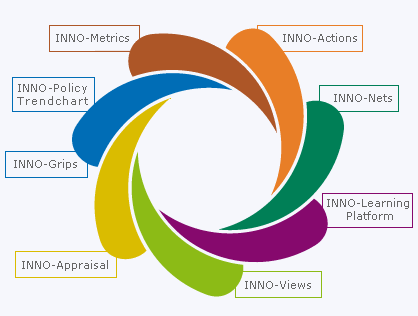 INNO-Metrics
INNO-Actions
INNO-Policy
Trendchart
INNO-Nets
INNO-Grips
INNO-Learning
Platform
INNO-Appraisal
INNO-Views